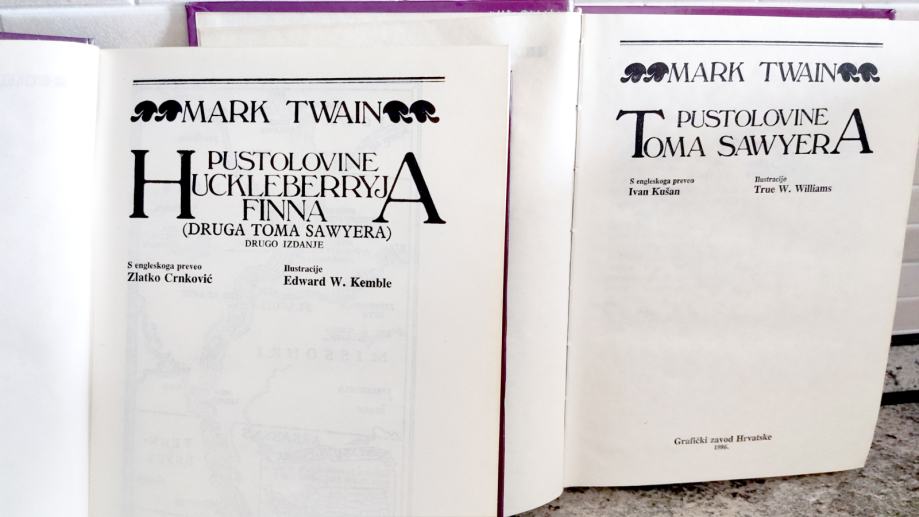 MARK TWAIN
PUSTOLOVINE
HUCKLEBERRYJA
FINNA
(DRUGA TOMA SAWYERA)
DRUGO IZDANJE
S engleskoga preveo
Zlatko Crnković
Ilustracije
Edward W. Kemble
MISSOURI
MARK TWAIN
PUSTOLOVINE
TOMA SAWYERA
S engleskoga preveo
Ivan Kušan
Ilustracije
True W. Williams
Grafički zavod Hrvatske
1986.